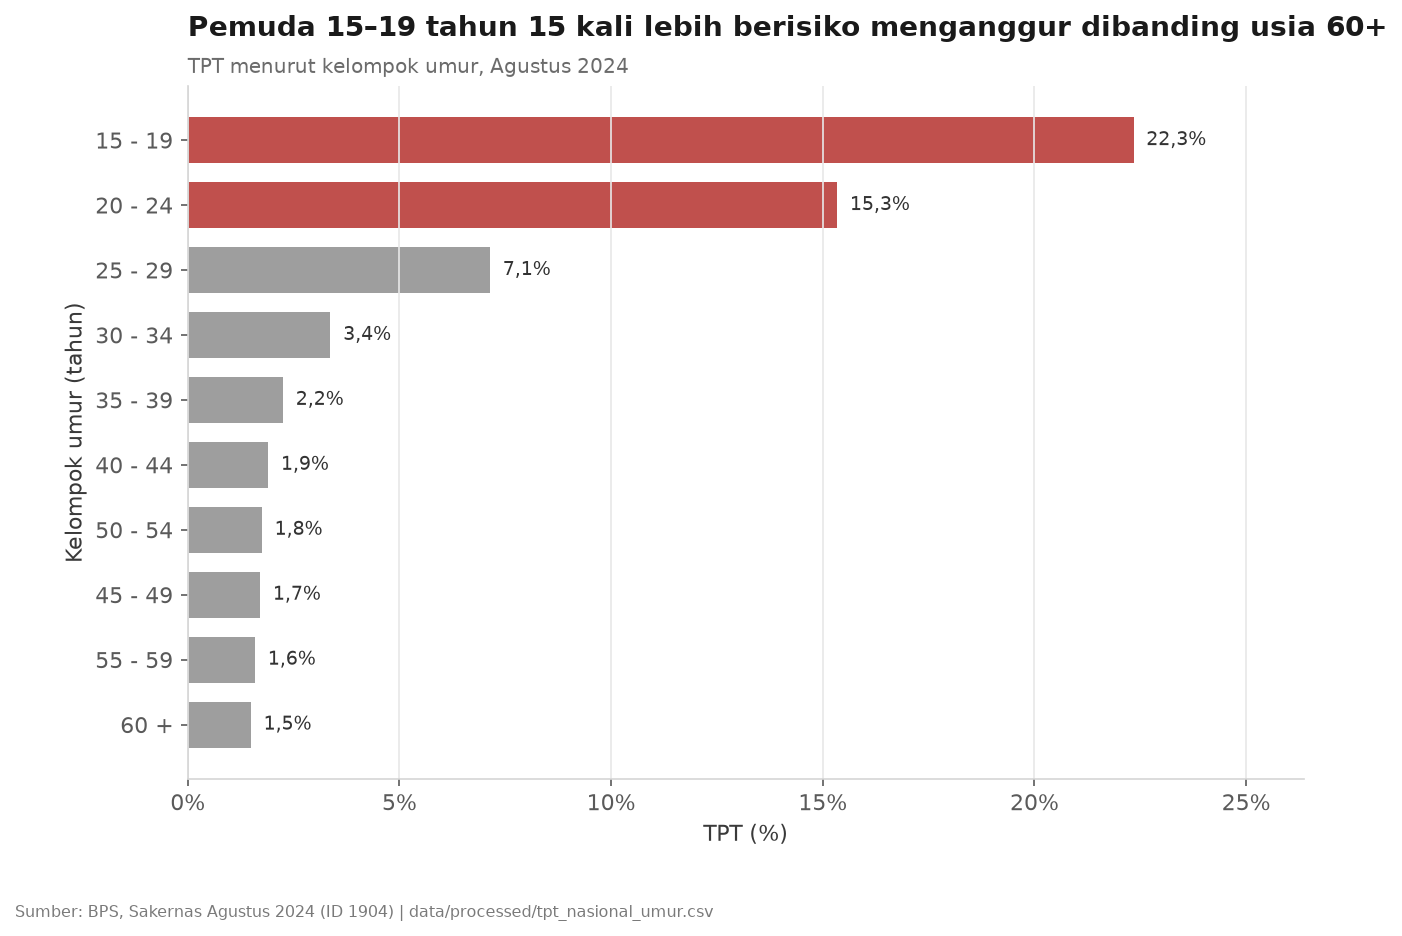 Pemuda 15–19 tahun 15 kali lebih berisiko menganggur dibanding usia 60+
TPT menurut kelompok umur, Agustus 2024
Kelompok umur (tahun)
15 - 19
22,3%
20 - 24
15,3%
25 - 29
7,1%
30 - 34
3,4%
35 - 39
2,2%
40 - 44
1,9%
50 - 54
1,8%
45 - 49
1,7%
55 - 59
1,6%
60 +
1,5%
0% 5% 10% 15% 20% 25%
TPT (%)
Sumber: BPS, Sakernas Agustus 2024 (ID 1904) | data/processed/tpt_nasional_umur.csv